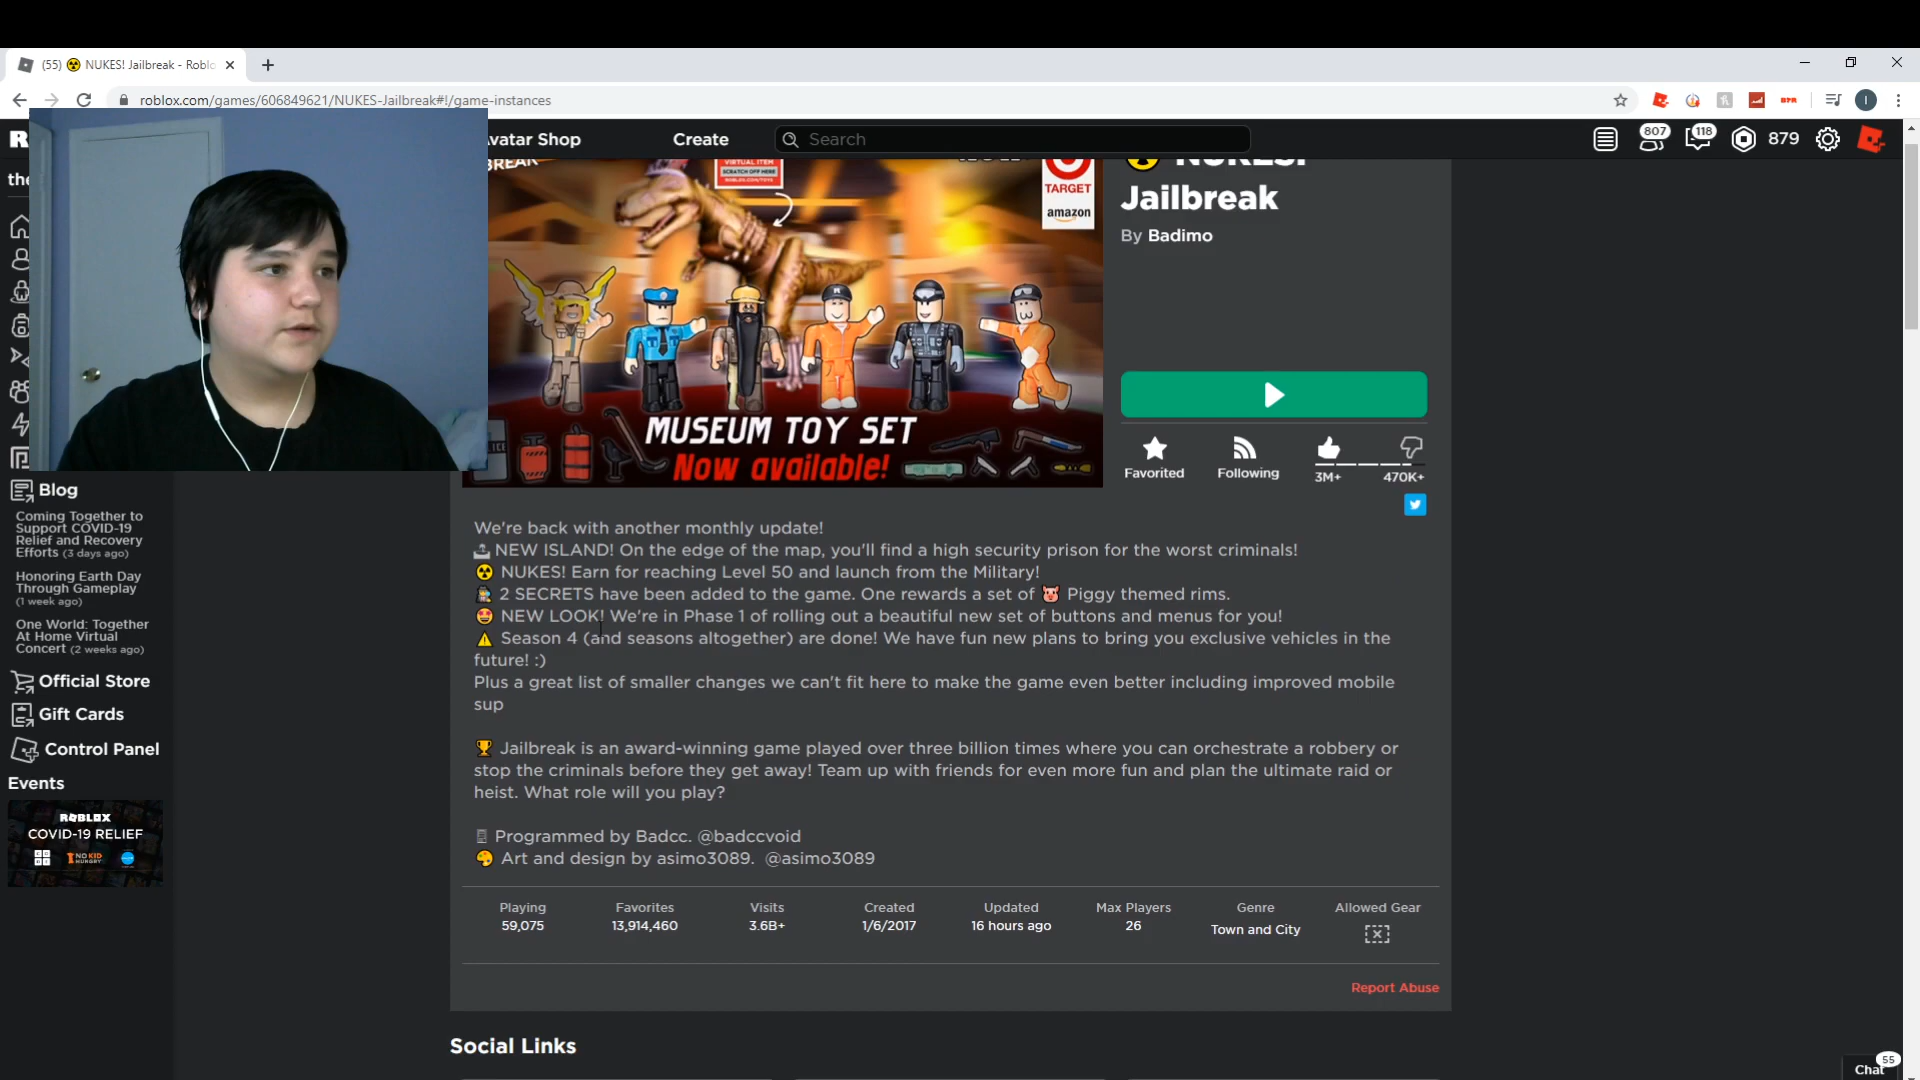 (55) ☢ NUKES! Jailbreak - Roblo
roblox.com/games/606849621/NUKES-Jailbreak#!/game-instances
Avatar Shop
Create
Search
807
118
879
NUKES!
Jailbreak
By Badimo
VIRTUAL ITEM
SCRATCH OFF HERE
TARGET
amazon
MUSEUM TOY SET
Now available!
Favorited
Following
3M+
470K+
We're back with another monthly update!
NEW ISLAND! On the edge of the map, you'll find a high security prison for the worst criminals!
☢ NUKES! Earn for reaching Level 50 and launch from the Military!
2 SECRETS have been added to the game. One rewards a set of 🐷 Piggy themed rims.
🤩 NEW LOOK! We're in Phase 1 of rolling out a beautiful new set of buttons and menus for you!
⚠ Season 4 (and seasons altogether) are done! We have fun new plans to bring you exclusive vehicles in the
future! :)
Plus a great list of smaller changes we can't fit here to make the game even better including improved mobile
sup
🏆 Jailbreak is an award-winning game played over three billion times where you can orchestrate a robbery or
stop the criminals before they get away! Team up with friends for even more fun and plan the ultimate raid or
heist. What role will you play?
Programmed by Badcc. @badccvoid
🎨 Art and design by asimo3089. @asimo3089
Playing
59,075
Favorites
13,914,460
Visits
3.6B+
Created
1/6/2017
Updated
16 hours ago
Max Players
26
Genre
Town and City
Allowed Gear
Report Abuse
Social Links
Blog
Coming Together to
Support COVID-19
Relief and Recovery
Efforts (3 days ago)
Honoring Earth Day
Through Gameplay
(1 week ago)
One World: Together
At Home Virtual
Concert (2 weeks ago)
Official Store
Gift Cards
Control Panel
Events
ROBLOX
COVID-19 RELIEF
NO KID
HUNGRY
Chat
55